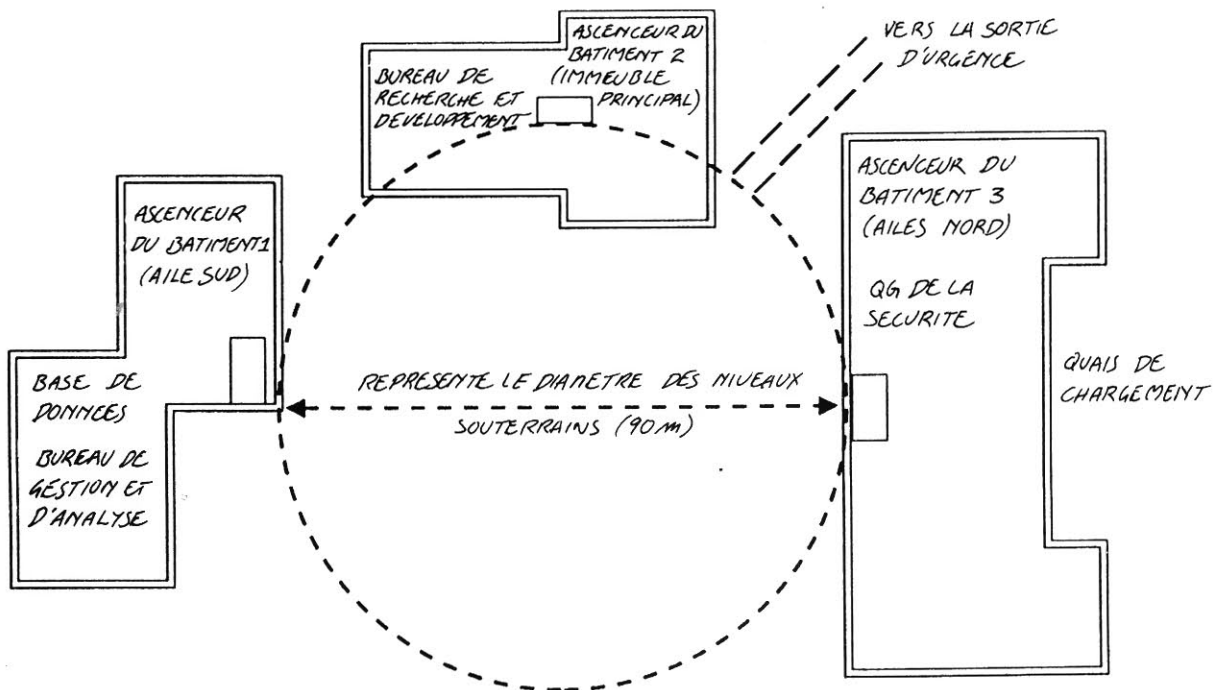 ASCENCEUR DU
BATIMENT 2
(IMMEUBLE
PRINCIPAL)
BUREAU DE
RECHERCHE ET
DEVELOPPEMENT
VERS LA SORTIE
D'URGENCE
ASCENCEUR
DU BATIMENT1
(AILE SUD)
BASE DE
DONNEES
BUREAU DE
GESTION ET
D'ANALYSE
REPRESENTE LE DIAMETRE DES NIVEAUX
SOUTERRAINS (90M)
ASCENCEUR DU
BATIMENT 3
(AILES NORD)
QG DE LA
SECURITE
QUAIS DE
CHARGEMENT